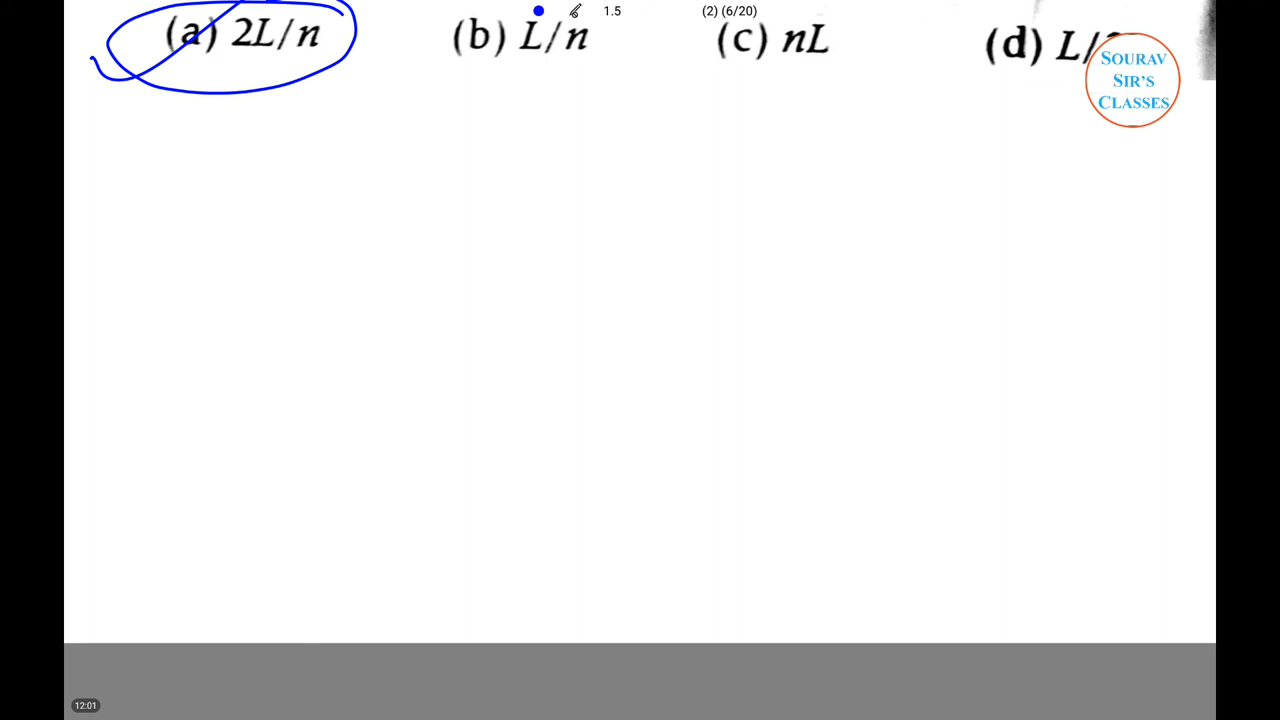 1.5 (2) (6/20)
(a) 2L/n (b) L/n (c) nL (d) L/
SOURAV
SIR'S
CLASSES
12:01